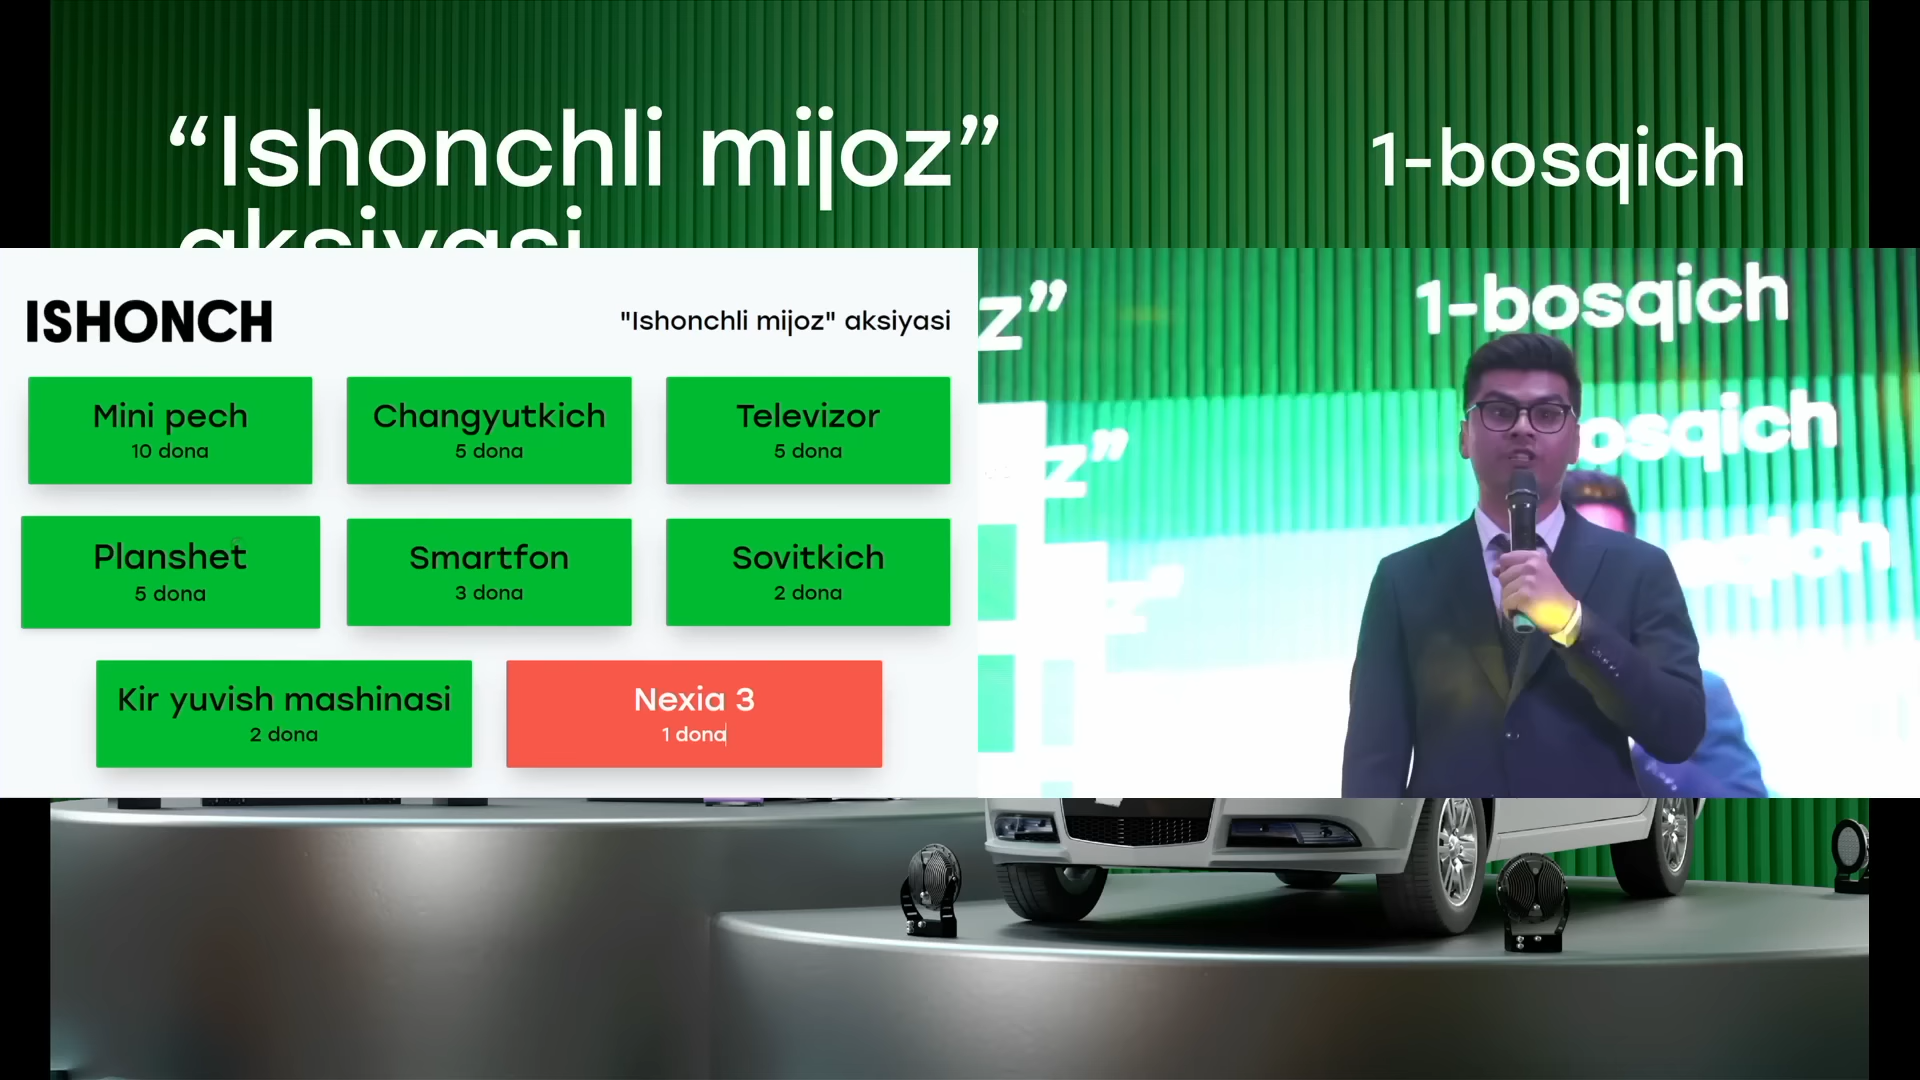 “Ishonchli mijoz”
aksiyasi
1-bosqich
ISHONCH
"Ishonchli mijoz" aksiyasi
Mini pech
10 dona
Changyutkich
5 dona
Televizor
5 dona
Planshet
5 dona
Smartfon
3 dona
Sovitkich
2 dona
Kir yuvish mashinasi
2 dona
Nexia 3
1 dona
z”
1-bosqich
z”
bosqich
z”